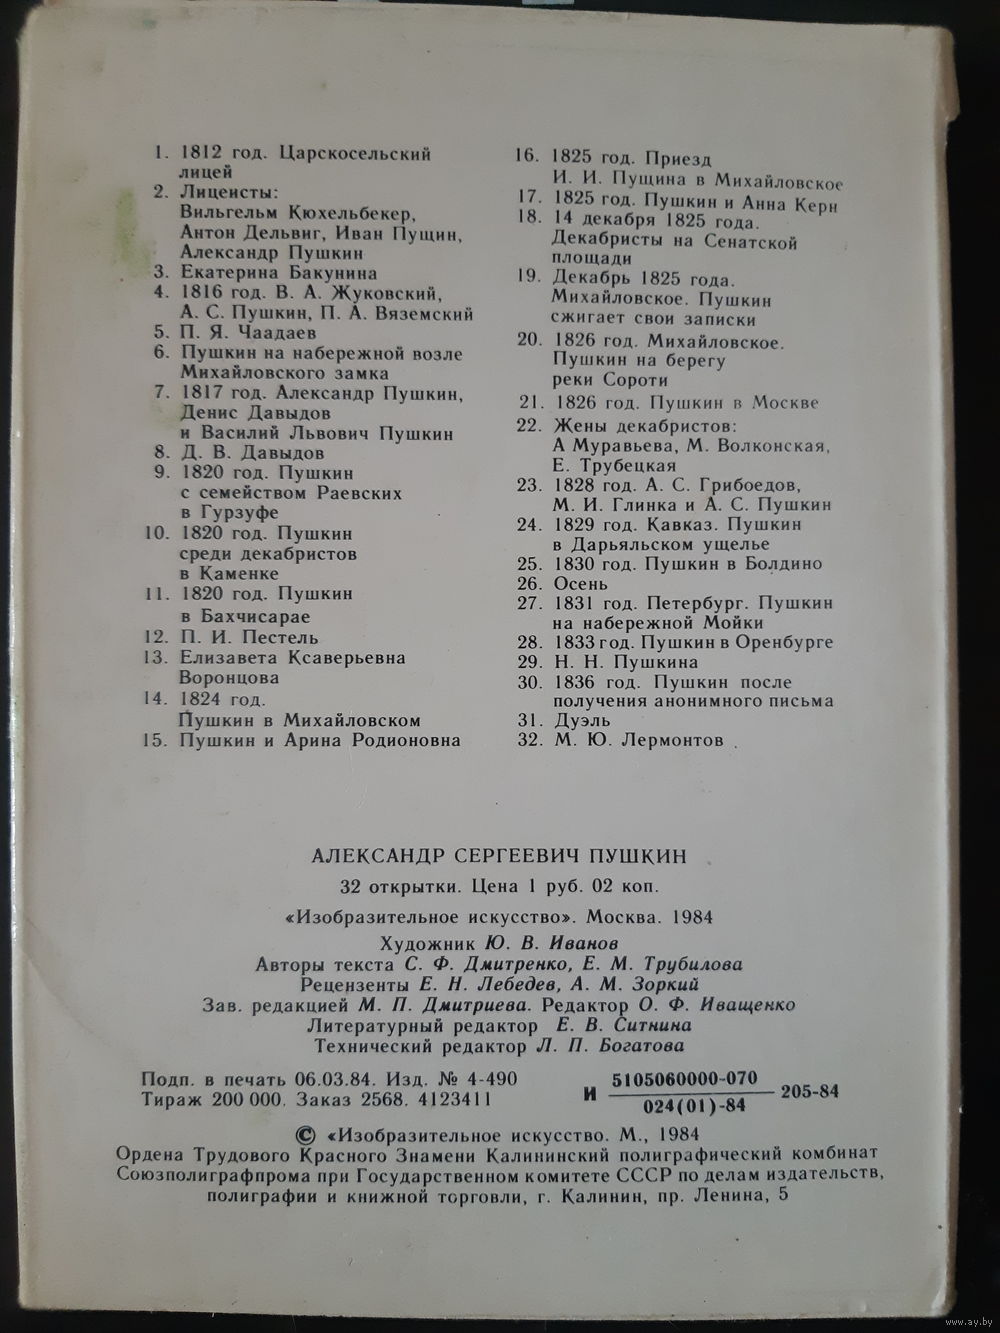 1. 1812 год. Царскосельский
лицей
2. Лицеисты:
Вильгельм Кюхельбекер,
Антон Дельвиг, Иван Пущин,
Александр Пушкин
3. Екатерина Бакунина
4. 1816 год. В. А. Жуковский,
А. С. Пушкин, П. А. Вяземский
5. П. Я. Чаадаев
6. Пушкин на набережной возле
Михайловского замка
7. 1817 год. Александр Пушкин,
Денис Давыдов
и Василий Львович Пушкин
8. Д. В. Давыдов
9. 1820 год. Пушкин
с семейством Раевских
в Гурзуфе
10. 1820 год. Пушкин
среди декабристов
в Каменке
11. 1820 год. Пушкин
в Бахчисарае
12. П. И. Пестель
13. Елизавета Ксаверьевна
Воронцова
14. 1824 год.
Пушкин в Михайловском
15. Пушкин и Арина Родионовна
16. 1825 год. Приезд
И. И. Пущина в Михайловское
17. 1825 год. Пушкин и Анна Керн
18. 14 декабря 1825 года.
Декабристы на Сенатской
площади
19. Декабрь 1825 года.
Михайловское. Пушкин
сжигает свои записки
20. 1826 год. Михайловское.
Пушкин на берегу
реки Сороти
21. 1826 год. Пушкин в Москве
22. Жены декабристов:
А Муравьева, М. Волконская,
Е. Трубецкая
23. 1828 год. А. С. Грибоедов,
М. И. Глинка и А. С. Пушкин
24. 1829 год. Кавказ. Пушкин
в Дарьяльском ущелье
25. 1830 год. Пушкин в Болдино
26. Осень
27. 1831 год. Петербург. Пушкин
на набережной Мойки
28. 1833 год. Пушкин в Оренбурге
29. Н. Н. Пушкина
30. 1836 год. Пушкин после
получения анонимного письма
31. Дуэль
32. М. Ю. Лермонтов
АЛЕКСАНДР СЕРГЕЕВИЧ ПУШКИН
32 открытки. Цена 1 руб. 02 коп.
«Изобразительное искусство». Москва. 1984
Художник Ю. В. Иванов
Авторы текста С. Ф. Дмитренко, Е. М. Трубилова
Рецензенты Е. Н. Лебедев, А. М. Зоркий
Зав. редакцией М. П. Дмитриева. Редактор О. Ф. Иващенко
Литературный редактор Е. В. Ситнина
Технический редактор Л. П. Богатова
Подп. в печать 06.03.84. Изд. № 4-490
Тираж 200 000. Заказ 2568. 4123411
И 5105060000-070 205-84
024(01)-84
© «Изобразительное искусство. М., 1984
Ордена Трудового Красного Знамени Калининский полиграфический комбинат
Союзполиграфпрома при Государственном комитете СССР по делам издательств,
полиграфии и книжной торговли, г. Калинин, пр. Ленина, 5
www.ay.by